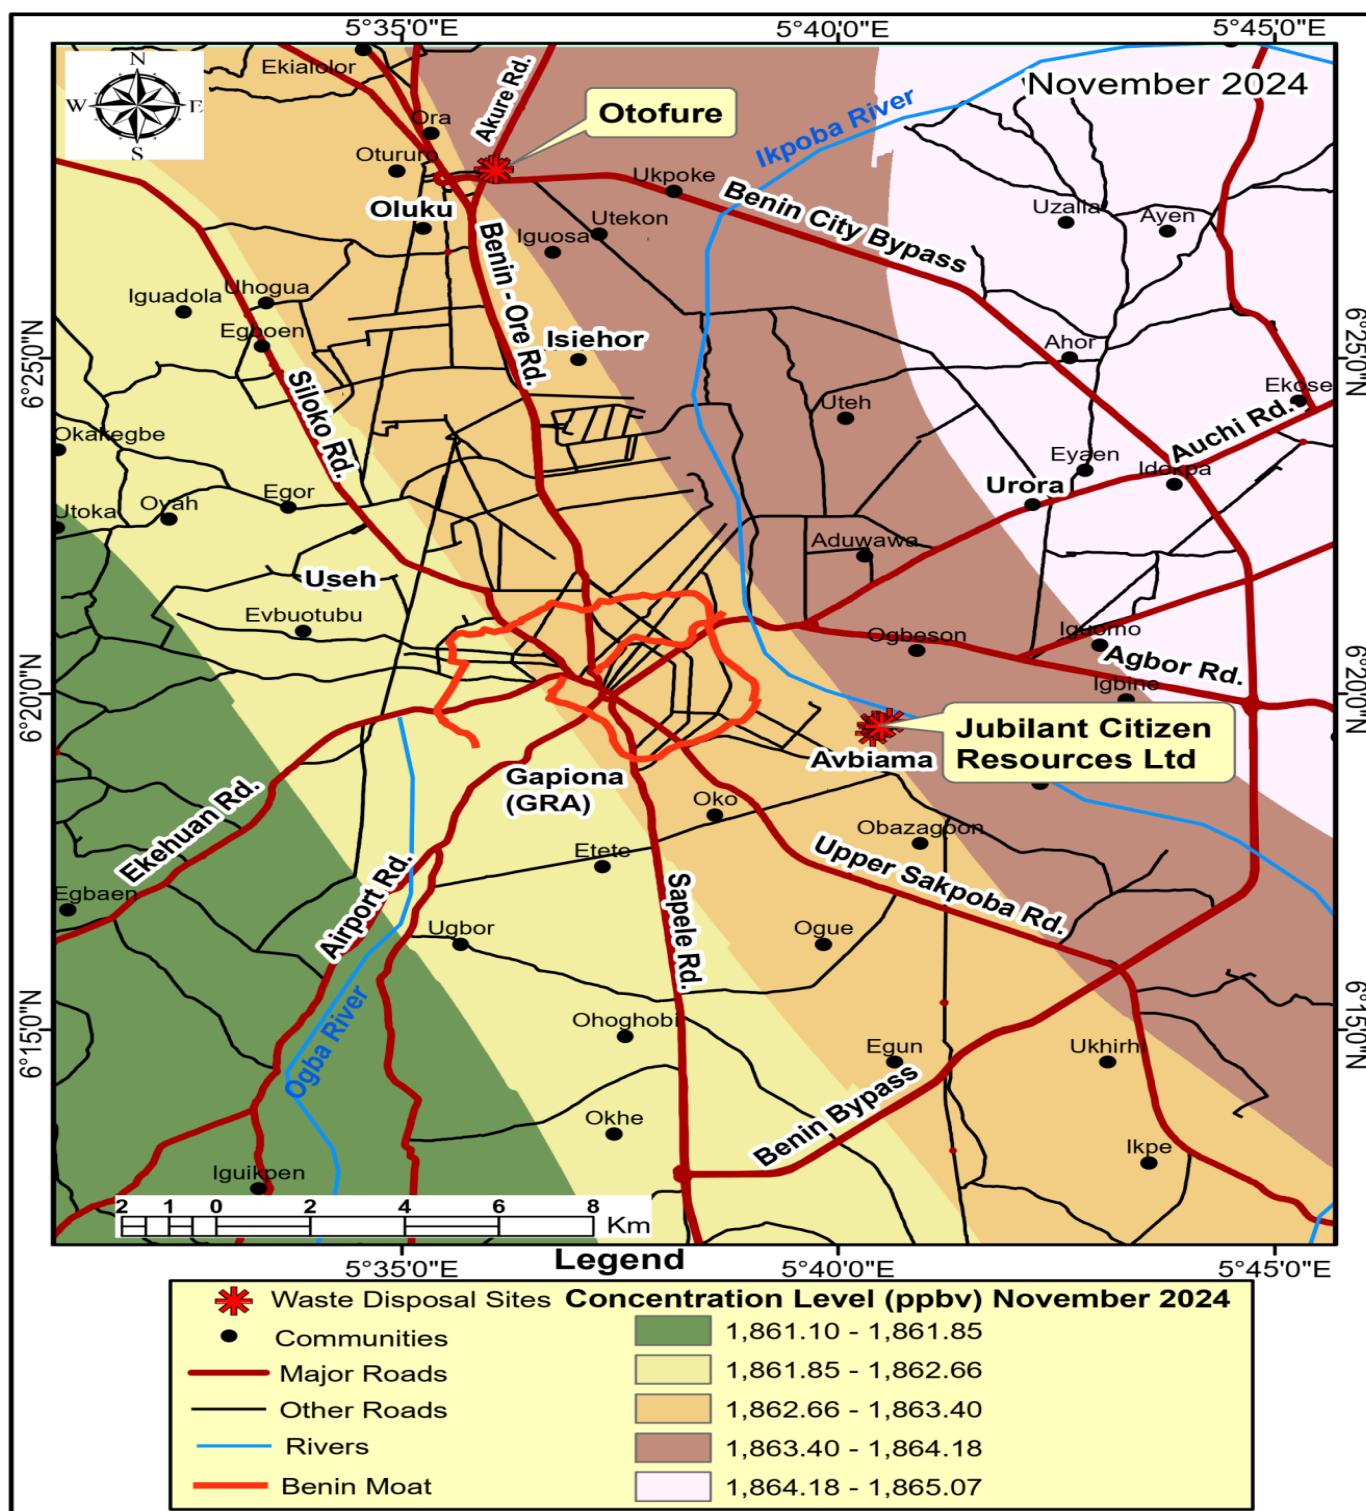 5°35'0"E
5°40'0"E
5°45'0"E
N
W
E
S
November 2024
Ekialolor
Akure Rd.
Otofure
Ora
Ikpoba River
Otururo
Ukpoke
Oluku
Benin City Bypass
Uzalla
Ayen
Utekon
Iguosa
Benin - Ore Rd.
Iguadola
Uhogua
Egboen
Isiehor
Ahor
6°25'0"N
6°25'0"N
Siloko Rd.
Uteh
Ekose
Auchi Rd.
Okakegbe
Eyaen
Idokpa
Egor
Oyah
Utoka
Urora
Aduwawa
Useh
Evbuotubu
Ogbeson
Iguomo
Agbor Rd.
Igbine
6°20'0"N
6°20'0"N
Jubilant Citizen
Resources Ltd
Avbiama
Gapiona
(GRA)
Oko
Obazagbon
Ekehuan Rd.
Etete
Upper Sakpoba Rd.
Egbaen
Airport Rd.
Sapele Rd.
Ugbor
Ogue
Ogba River
Ohoghobi
Egun
Ukhirhi
6°15'0"N
6°15'0"N
Benin Bypass
Okhe
Ikpe
Iguikpen
2 1 0 2 4 6 8
Km
5°35'0"E
5°40'0"E
5°45'0"E
Legend
Waste Disposal Sites
Communities
Major Roads
Other Roads
Rivers
Benin Moat
Concentration Level (ppbv) November 2024
1,861.10 - 1,861.85
1,861.85 - 1,862.66
1,862.66 - 1,863.40
1,863.40 - 1,864.18
1,864.18 - 1,865.07